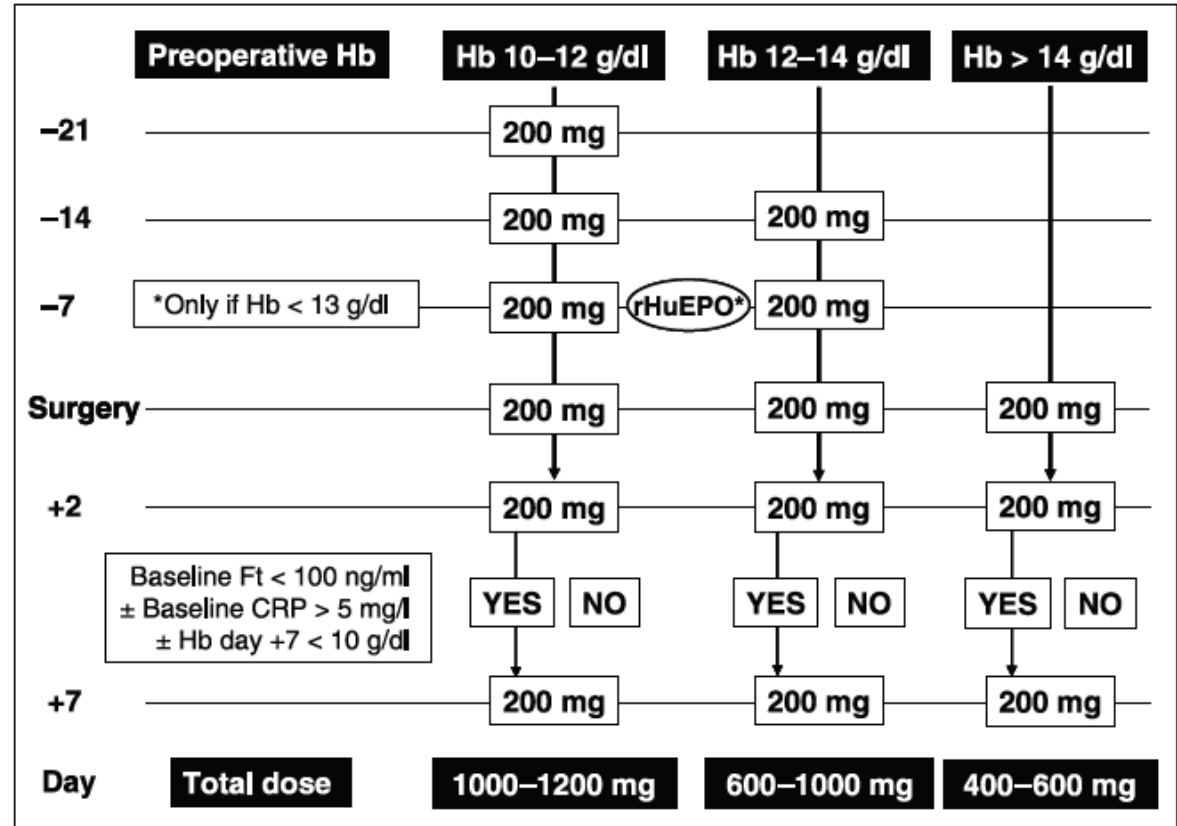 Preoperative Hb Hb 10–12 g/dl Hb 12–14 g/dl Hb > 14 g/dl
–21 200 mg
–14 200 mg 200 mg
–7 *Only if Hb < 13 g/dl 200 mg rHuEPO* 200 mg
Surgery 200 mg 200 mg 200 mg
+2 200 mg 200 mg 200 mg
Baseline Ft < 100 ng/ml
± Baseline CRP > 5 mg/l
± Hb day +7 < 10 g/dl
YES NO YES NO YES NO
+7 200 mg 200 mg 200 mg
Day Total dose 1000–1200 mg 600–1000 mg 400–600 mg